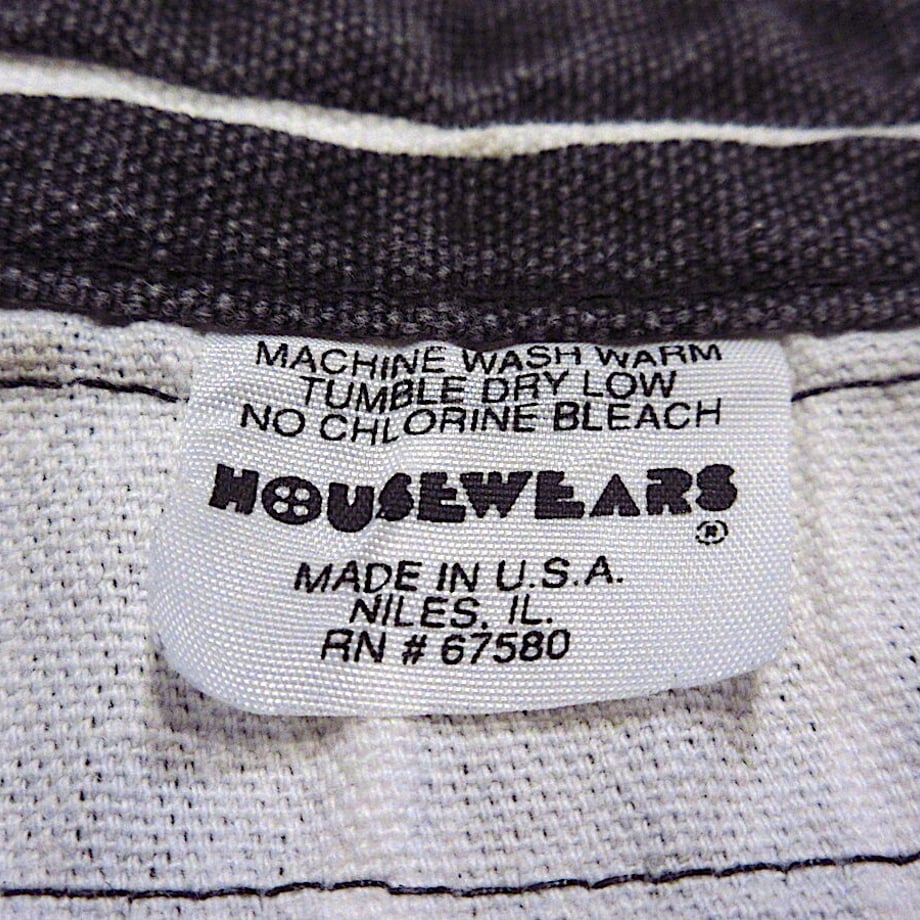 MACHINE WASH WARM
TUMBLE DRY LOW
NO CHLORINE BLEACH
HOUSEWEARS
®
MADE IN U.S.A.
NILES, IL.
RN # 67580